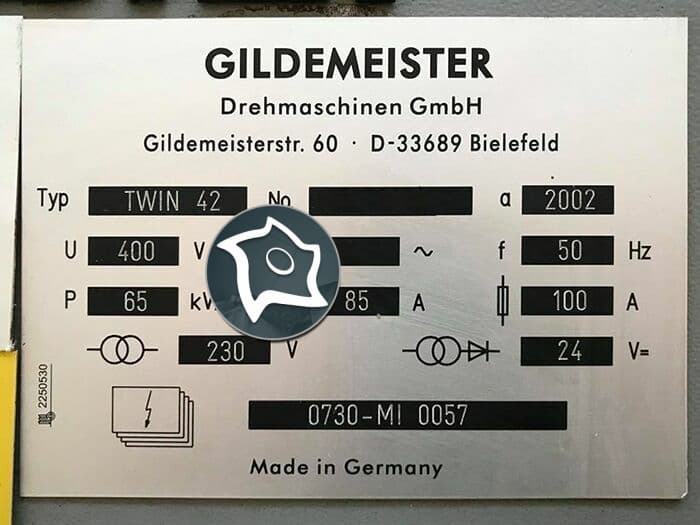 GILDEMEISTER
Drehmaschinen GmbH
Gildemeisterstr. 60 · D-33689 Bielefeld
Typ TWIN 42 No a 2002
U 400 V ~ f 50 Hz
P 65 kW 85 A 100 A
230 V 24 V=
0730-MI 0057
Made in Germany
2250530